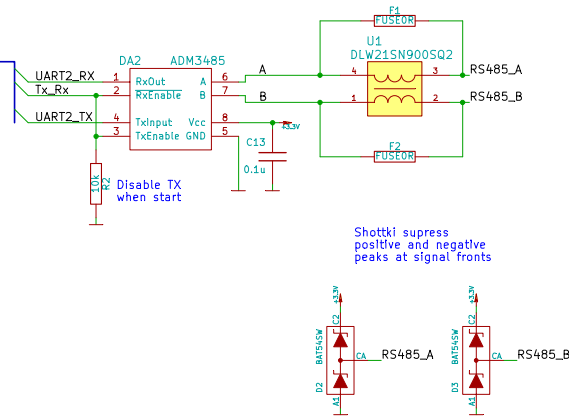 F1
FUSE0R
U1
DLW21SN900SQ2
DA2 ADM3485
UART2_RX 1 RxOut A 6 A 4 3 RS485_A
Tx_Rx 2 RxEnable B 7 B 1 2 RS485_B
UART2_TX 4 TxInput Vcc 8 +3,3V
3 TxEnable GND 5
C13
0.1u
F2
FUSE0R
10k
R2
Disable TX
when start
Shottki supress
positive and negative
peaks at signal fronts
+3,3V
C2
BAT54SW
CA RS485_A
D2
A1
+3,3V
C2
BAT54SW
CA RS485_B
D3
A1